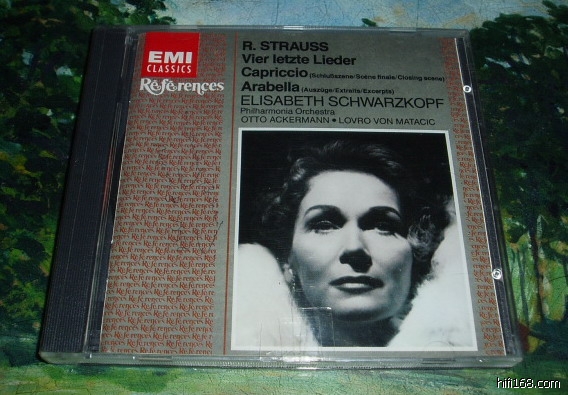 EMI
CLASSICS
Références
R. STRAUSS
Vier letzte Lieder
Capriccio (Schlußszene/Scène finale/Closing scene)
Arabella (Auszüge/Extraits/Excerpts)
ELISABETH SCHWARZKOPF
Philharmonia Orchestra
OTTO ACKERMANN • LOVRO VON MATACIC
hifi168.com